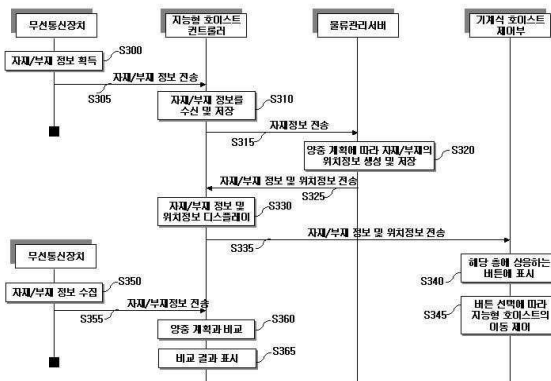 무선통신장치
지능형 호이스트
컨트롤러
물류관리서버
기계식 호이스트
제어부
자재/부재 정보 획득
S300
자재/부재 정보 전송
S305
자재/부재 정보를
수신 및 저장
S310
자재정보 전송
S315
양중 계획에 따라 자재/부재의
위치정보 생성 및 저장
S320
자재/부재 정보 및 위치정보 전송
S325
자재/부재 정보 및
위치정보 디스플레이
S330
자재/부재 정보 및 위치정보 전송
S335
해당 층에 상응하는
버튼에 표시
S340
무선통신장치
자재/부재 정보 수집
S350
자재/부재정보 전송
S355
버튼 선택에 따라
지능형 호이스트의
이동 제어
S345
양중 계획과 비교
S360
비교 결과 표시
S365